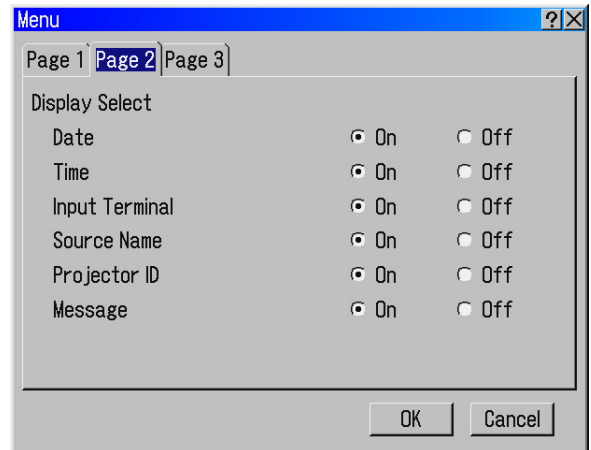 Menu ? X
Page 1 Page 2 Page 3
Display Select
Date On Off
Time On Off
Input Terminal On Off
Source Name On Off
Projector ID On Off
Message On Off
OK Cancel